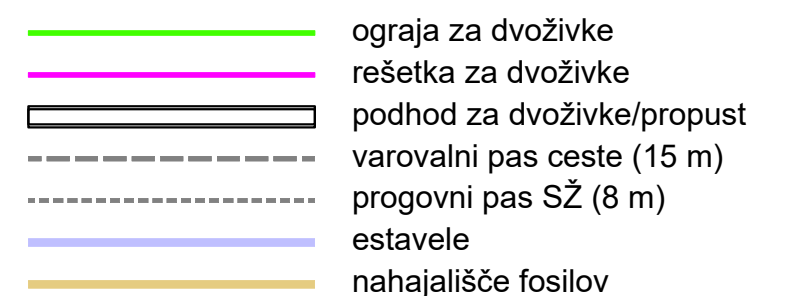 ograja za dvoživke
rešetka za dvoživke
podhod za dvoživke/propust
varovalni pas ceste (15 m)
progovni pas SŽ (8 m)
estavele
nahajališče fosilov